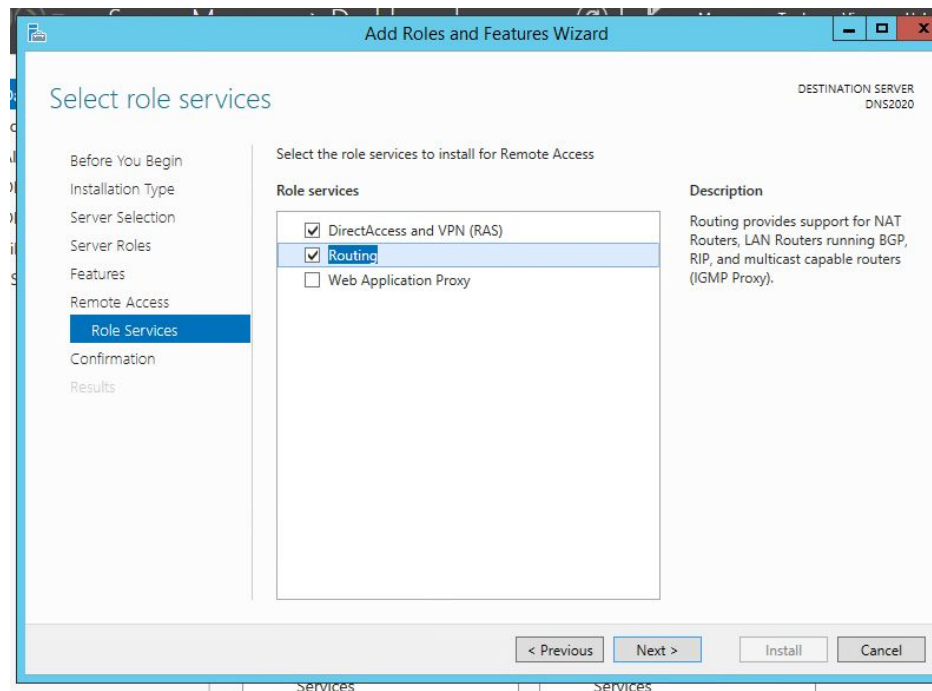 Add Roles and Features Wizard
Select role services
DESTINATION SERVER
DNS2020
Before You Begin
Installation Type
Server Selection
Server Roles
Features
Remote Access
Role Services
Confirmation
Results
Select the role services to install for Remote Access
Role services
DirectAccess and VPN (RAS)
Routing
Web Application Proxy
Description
Routing provides support for NAT
Routers, LAN Routers running BGP,
RIP, and multicast capable routers
(IGMP Proxy).
< Previous
Next >
Install
Cancel
Services
Services